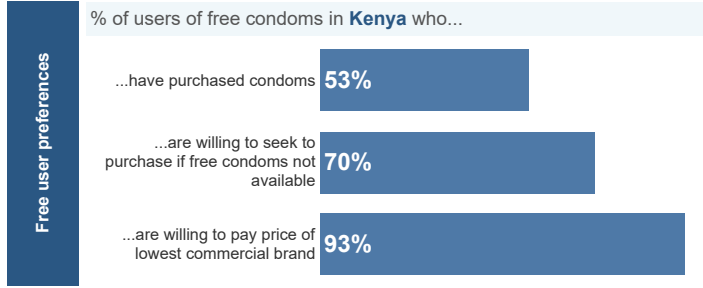 % of users of free condoms in Kenya who...
Free user preferences
...have purchased condoms
53%
...are willing to seek to
purchase if free condoms not
available
70%
...are willing to pay price of
lowest commercial brand
93%